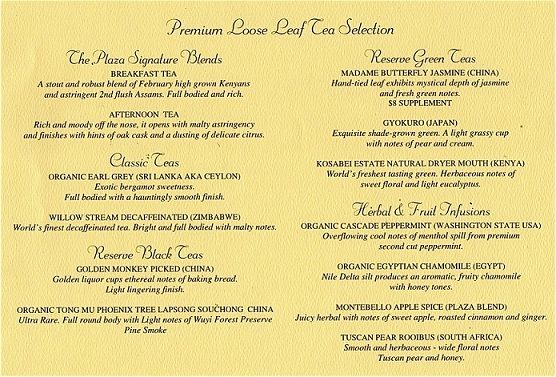 Premium Loose Leaf Tea Selection
The Plaza Signature Blends
BREAKFAST TEA
A stout and robust blend of February high grown Kenyans
and astringent 2nd flush Assams. Full bodied and rich.
AFTERNOON TEA
Rich and moody off the nose, it opens with malty astringency
and finishes with hints of oak cask and a dusting of delicate citrus.
Classic Teas
ORGANIC EARL GREY (SRI LANKA AKA CEYLON)
Exotic bergamot sweetness.
Full bodied with a hauntingly smooth finish.
WILLOW STREAM DECAFFEINATED (ZIMBABWE)
World's finest decaffeinated tea. Bright and full bodied with malty notes.
Reserve Black Teas
GOLDEN MONKEY PICKED (CHINA)
Golden liquor cups ethereal notes of baking bread.
Light lingering finish.
ORGANIC TONG MU PHOENIX TREE LAPSONG SOUCHONG CHINA
Ultra Rare. Full round body with Light notes of Wuyi Forest Preserve
Pine Smoke
Reserve Green Teas
MADAME BUTTERFLY JASMINE (CHINA)
Hand-tied leaf exhibits mystical depth of jasmine
and fresh green notes.
$8 SUPPLEMENT
GYOKURO (JAPAN)
Exquisite shade-grown green. A light grassy cup
with notes of pear and cream.
KOSABEI ESTATE NATURAL DRYER MOUTH (KENYA)
World's freshest tasting green. Herbaceous notes of
sweet floral and light eucalyptus.
Herbal & Fruit Infusions
ORGANIC CASCADE PEPPERMINT (WASHINGTON STATE USA)
Overflowing cool notes of menthol spill from premium
second cut peppermint.
ORGANIC EGYPTIAN CHAMOMILE (EGYPT)
Nile Delta silt produces an aromatic, fruity chamomile
with honey tones.
MONTEBELLO APPLE SPICE (PLAZA BLEND)
Juicy herbal with notes of sweet apple, roasted cinnamon and ginger.
TUSCAN PEAR ROOIBUS (SOUTH AFRICA)
Smooth and herbaceous - wide floral notes
Tuscan pear and honey.